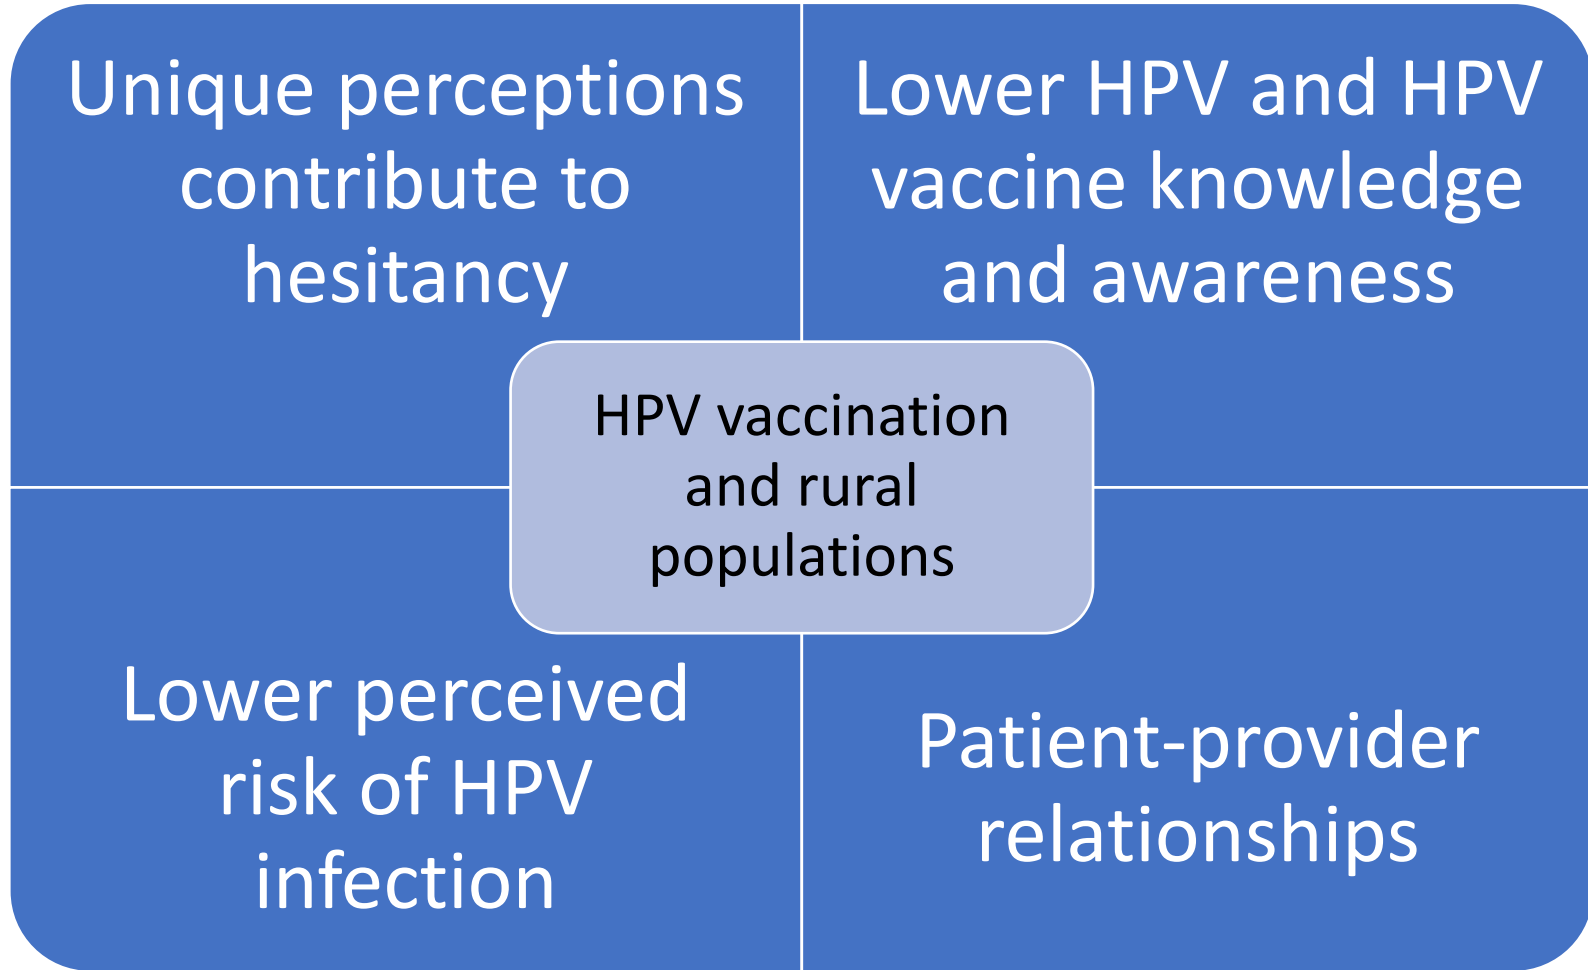 Unique perceptions
contribute to
hesitancy
Lower HPV and HPV
vaccine knowledge
and awareness
HPV vaccination
and rural
populations
Lower perceived
risk of HPV
infection
Patient-provider
relationships